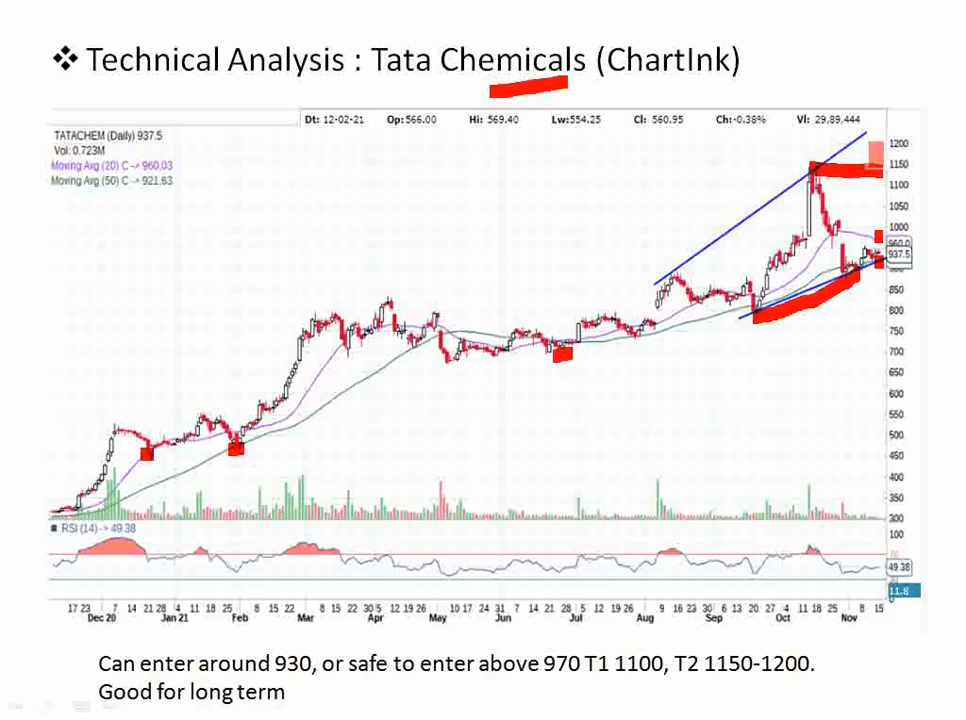 ❖ Technical Analysis : Tata Chemicals (ChartInk)
Dt: 12-02-21 Op:566.00 Hi: 569.40 Lw:554.25 Cl: 560.95 Ch:-0.38% Vl: 29,89,444
TATACHEM (Daily) 937.5
Vol: 0.723M
Moving Avg (20) C -> 960.03
Moving Avg (50) C -> 921.63
1200
1150
1100
1050
1000
960.0
937.5
850
800
750
700
650
600
550
500
450
400
350
300
RSI (14) -> 49.38
100
49.38
11.8
17 23 7 14 21 28 4 11 18 25 8 15 22 8 15 22 30 5 12 19 26 10 17 24 31 7 14 21 28 5 12 19 26 9 16 23 30 6 13 20 27 4 11 18 25 8 15
Dec 20 Jan 21 Feb Mar Apr May Jun Jul Aug Sep Oct Nov
Can enter around 930, or safe to enter above 970 T1 1100, T2 1150-1200.
Good for long term